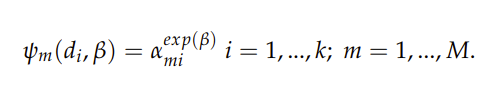 ψ_m(d_i, β) = α_{mi}^{exp(β)} i = 1, ..., k; m = 1, ..., M.